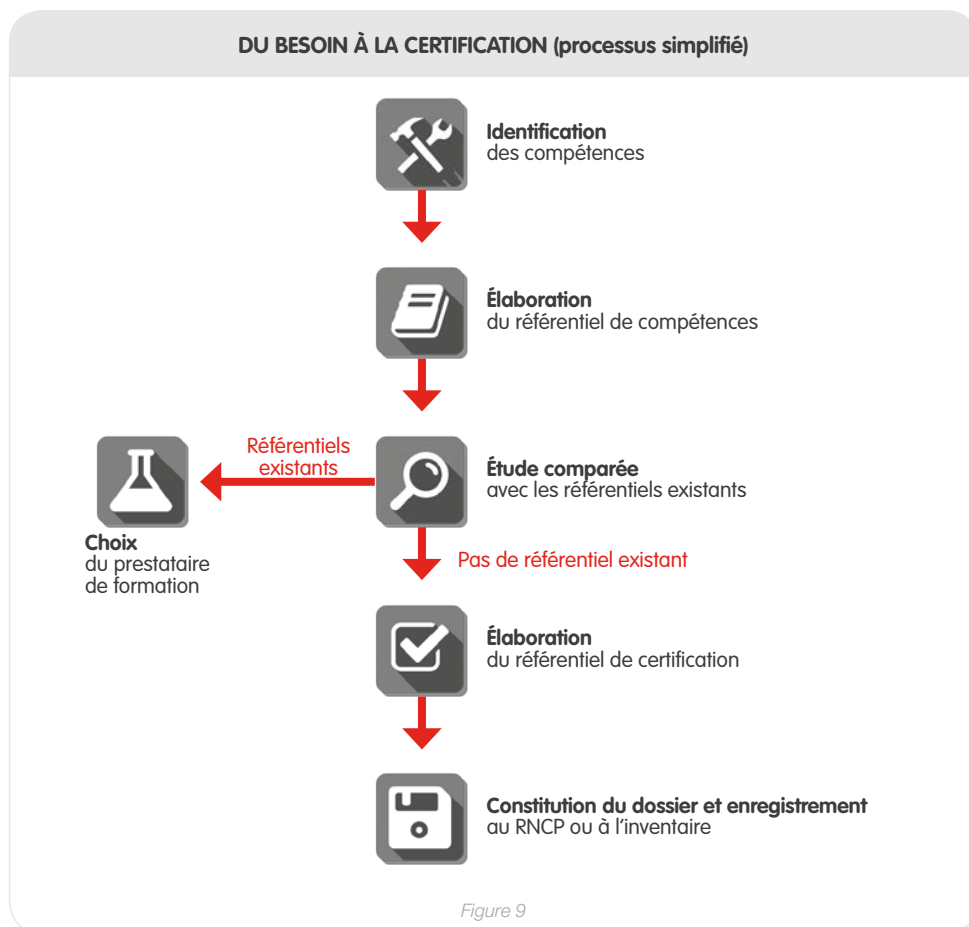 DU BESOIN À LA CERTIFICATION (processus simplifié)
Identification
des compétences
Élaboration
du référentiel de compétences
Référentiels
existants
Étude comparée
avec les référentiels existants
Choix
du prestataire
de formation
Pas de référentiel existant
Élaboration
du référentiel de certification
Constitution du dossier et enregistrement
au RNCP ou à l'inventaire
Figure 9